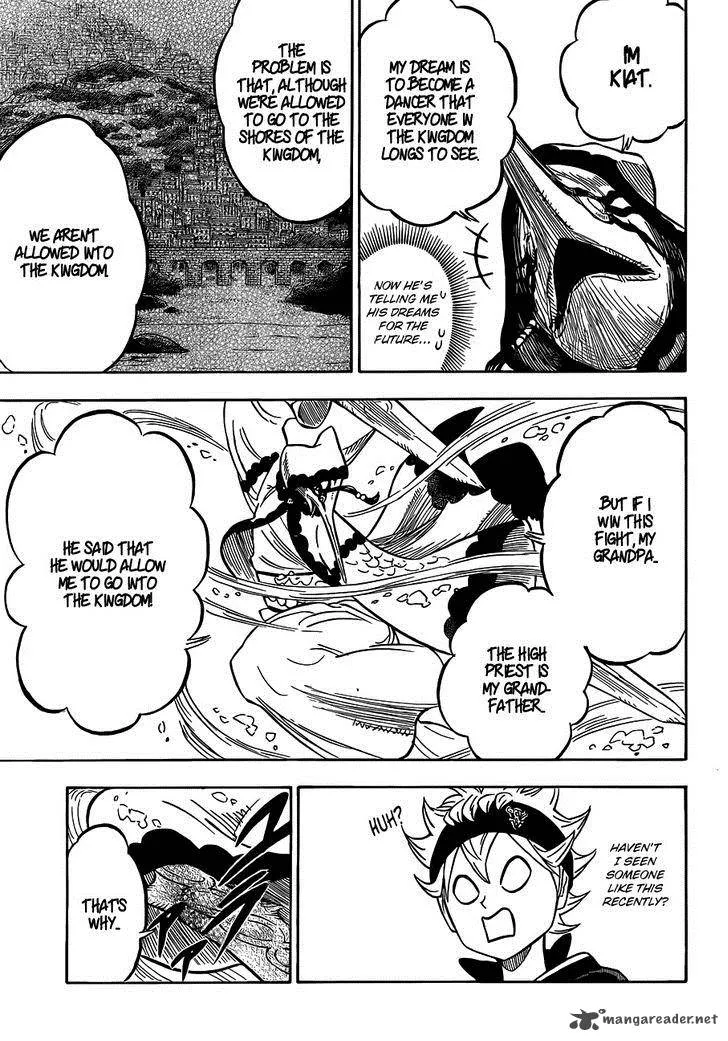 I'M
KIAT.
MY DREAM IS
TO BECOME A
DANCER THAT
EVERYONE IN
THE KINGDOM
LONGS TO SEE.
NOW HE'S
TELLING ME
HIS DREAMS
FOR THE
FUTURE...
THE
PROBLEM IS
THAT, ALTHOUGH
WE'RE ALLOWED
TO GO TO THE
SHORES OF THE
KINGDOM,
WE AREN'T
ALLOWED INTO
THE KINGDOM.
BUT IF I
WIN THIS
FIGHT, MY
GRANDPA...
THE HIGH
PRIEST IS
MY GRAND-
FATHER...
HE SAID THAT
HE WOULD ALLOW
ME TO GO INTO
THE KINGDOM!
HAVEN'T
I SEEN
SOMEONE
LIKE THIS
RECENTLY?
HUH?
THAT'S
WHY...
mangareader.net